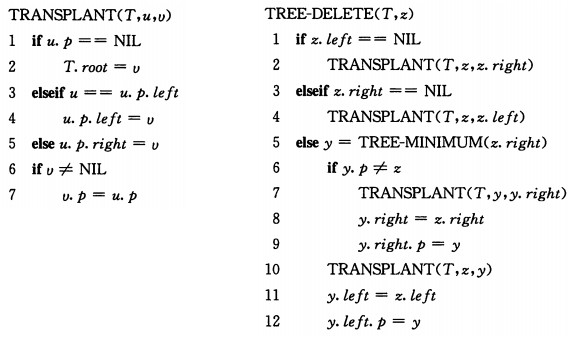 TRANSPLANT(T,u,υ)
1 if u. p == NIL
2 T. root = υ
3 elseif u == u. p. left
4 u. p. left = υ
5 else u. p. right = υ
6 if υ ≠ NIL
7 υ. p = u. p
TREE-DELETE(T,z)
1 if z. left == NIL
2 TRANSPLANT(T,z,z. right)
3 elseif z. right == NIL
4 TRANSPLANT(T,z,z. left)
5 else y = TREE-MINIMUM(z. right)
6 if y. p ≠ z
7 TRANSPLANT(T,y,y. right)
8 y. right = z. right
9 y. right. p = y
10 TRANSPLANT(T,z,y)
11 y. left = z. left
12 y. left. p = y